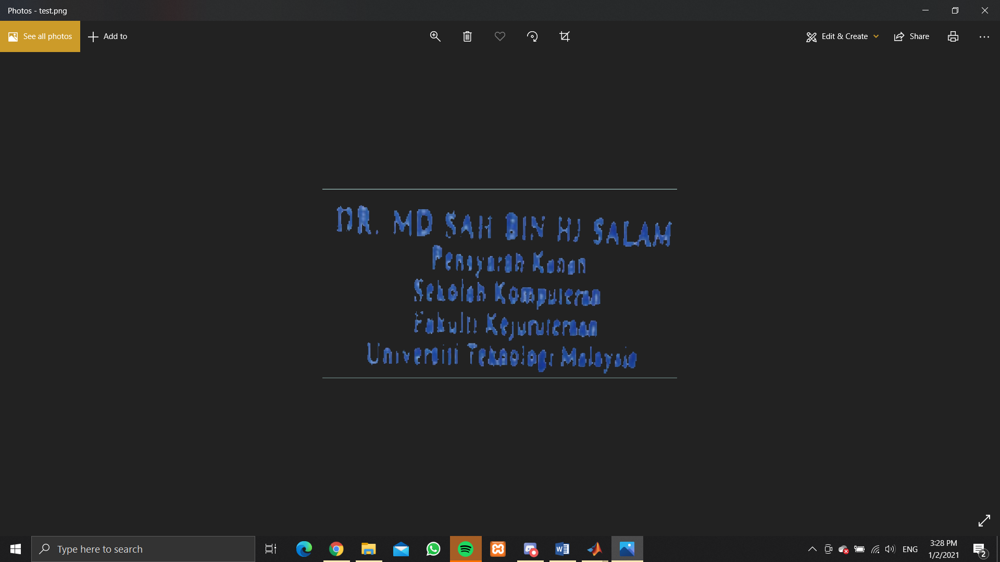 Photos - test.png
See all photos
Add to
Edit & Create
Share
DR. MD SAH BIN HJ SALAM
Pensyarah Kanan
Sekolah Komputeran
Fakulti Kejuruteraan
Universiti Teknologi Malaysia
Type here to search
ENG
3:28 PM
1/2/2021
2